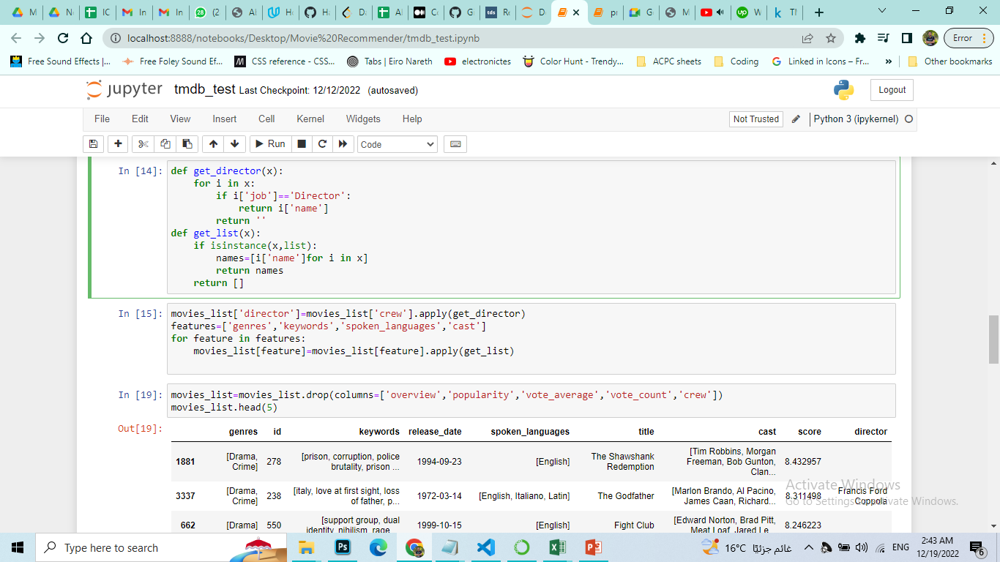 M
N
IC
In
In
(2
Al
Ho
Ha
Da
Al
Cu
G
Re
D
pr
G
M
W
Th
localhost:8888/notebooks/Desktop/Movie%20Recommender/tmdb_test.ipynb
Error
Free Sound Effects |...
Free Foley Sound Ef...
CSS reference - CSS...
Tabs | Eiro Nareth
electronictes
Color Hunt - Trendy...
ACPC sheets
Coding
Linked in Icons – Fr...
»
Other bookmarks
jupyter tmdb_test Last Checkpoint: 12/12/2022 (autosaved)
Logout
File Edit View Insert Cell Kernel Widgets Help
Not Trusted
Python 3 (ipykernel)
Run
Code
In [14]:
def get_director(x):
    for i in x:
        if i['job']=='Director':
            return i['name']
        return ''
def get_list(x):
    if isinstance(x,list):
        names=[i['name']for i in x]
        return names
    return []
In [15]:
movies_list['director']=movies_list['crew'].apply(get_director)
features=['genres','keywords','spoken_languages','cast']
for feature in features:
    movies_list[feature]=movies_list[feature].apply(get_list)
In [19]:
movies_list=movies_list.drop(columns=['overview','popularity','vote_average','vote_count','crew'])
movies_list.head(5)
Out[19]:
genres id keywords release_date spoken_languages title cast score director
1881 [Drama, Crime] 278 [prison, corruption, police brutality, prison ... 1994-09-23 [English] The Shawshank Redemption [Tim Robbins, Morgan Freeman, Bob Gunton, Clan... 8.432957
3337 [Drama, Crime] 238 [italy, love at first sight, loss of father, p... 1972-03-14 [English, Italiano, Latin] The Godfather [Marlon Brando, Al Pacino, James Caan, Richard... 8.311498 Francis Ford Coppola
662 [Drama] 550 [support group, dual identity, nihilism, rage ... 1999-10-15 [English] Fight Club [Edward Norton, Brad Pitt, Meat Loaf, Jared Le... 8.246223
Activate Windows
Go to Settings to activate Windows.
Type here to search
16°C غائم جزئيًا
ENG
2:43 AM
12/19/2022
6